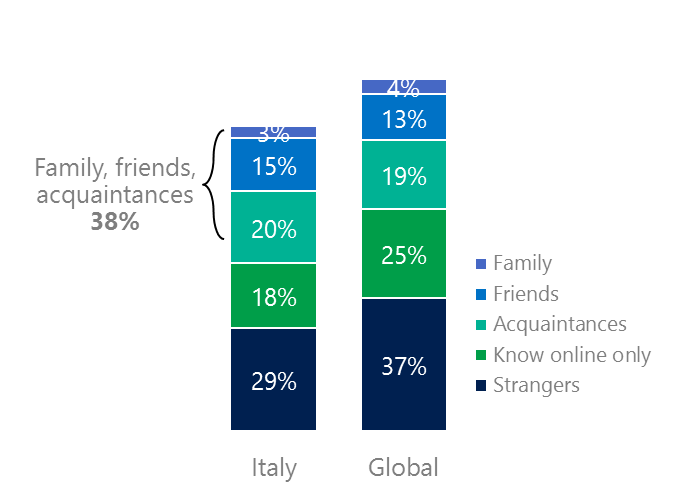 4%
3%
13%
Family, friends,
acquaintances
38%
15%
19%
20%
25%
18%
29%
37%
Family
Friends
Acquaintances
Know online only
Strangers
Italy
Global